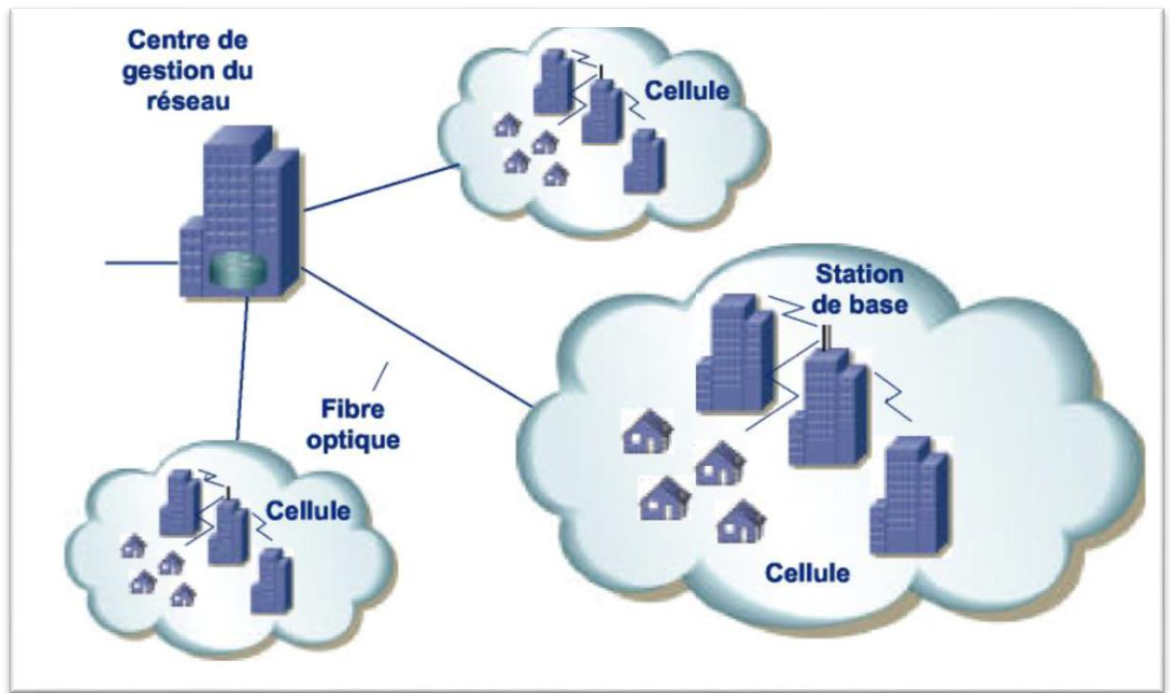 Centre de
gestion du
réseau
Cellule
Station
de base
Fibre
optique
Cellule
Cellule